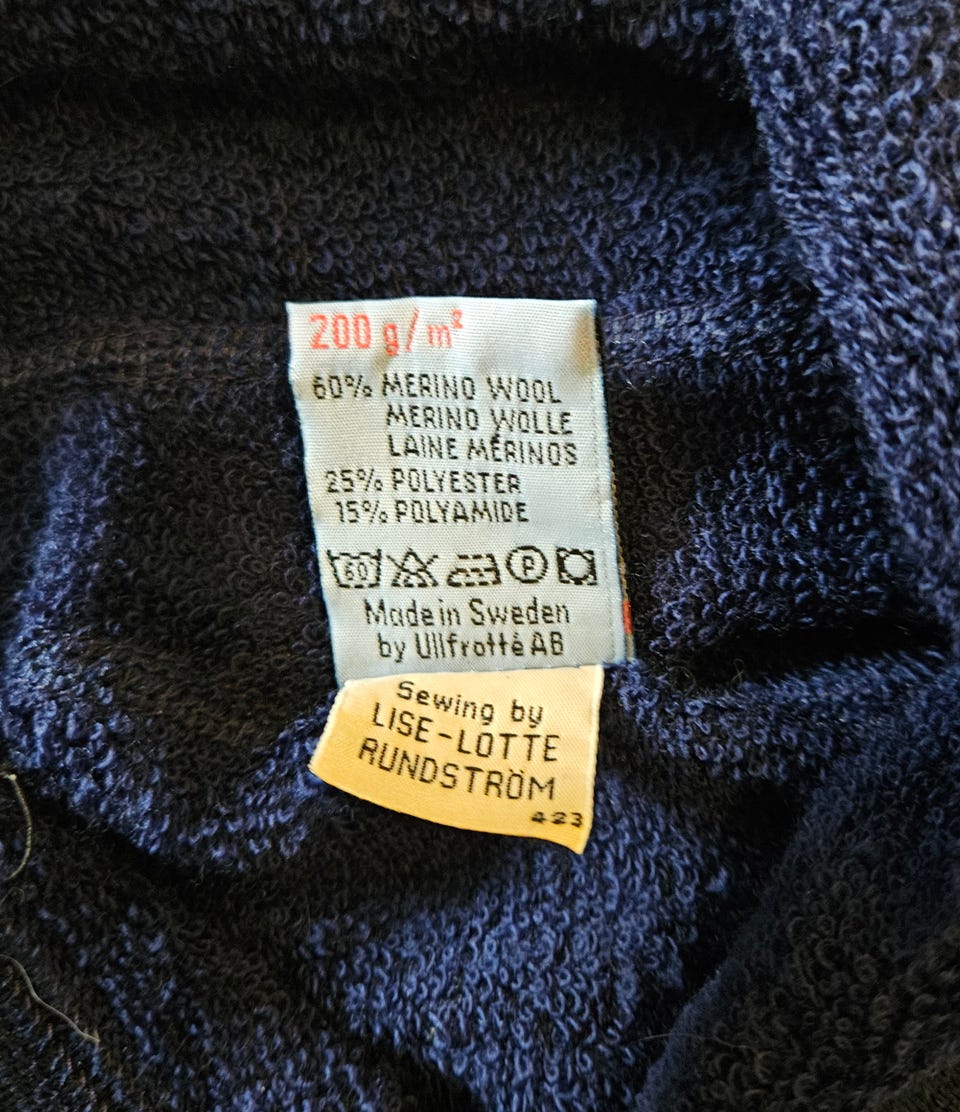 200 g/m²
60% MERINO WOOL
MERINO WOLLE
LAINE MÉRINOS
25% POLYESTER
15% POLYAMIDE
60 P
Made in Sweden
by Ullfrotté AB
Sewing by
LISE-LOTTE
RUNDSTRÖM
423